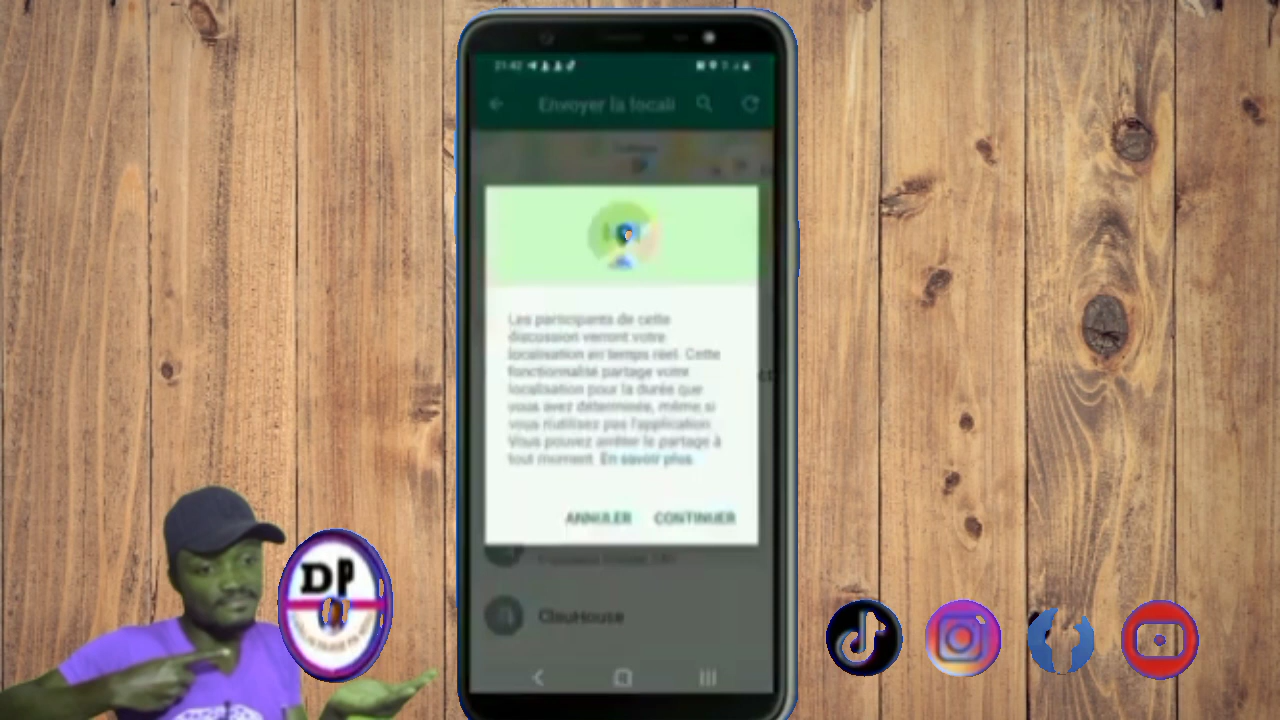 21:42
Envoyer la locali
Les participants de cette
discussion verront votre
localisation en temps réel. Cette
fonctionnalité partage votre
localisation pour la durée que
vous avez déterminée, même si
vous n'utilisez pas l'application.
Vous pouvez arrêter le partage à
tout moment. En savoir plus
ANNULER CONTINUER
ClauHouse
DP